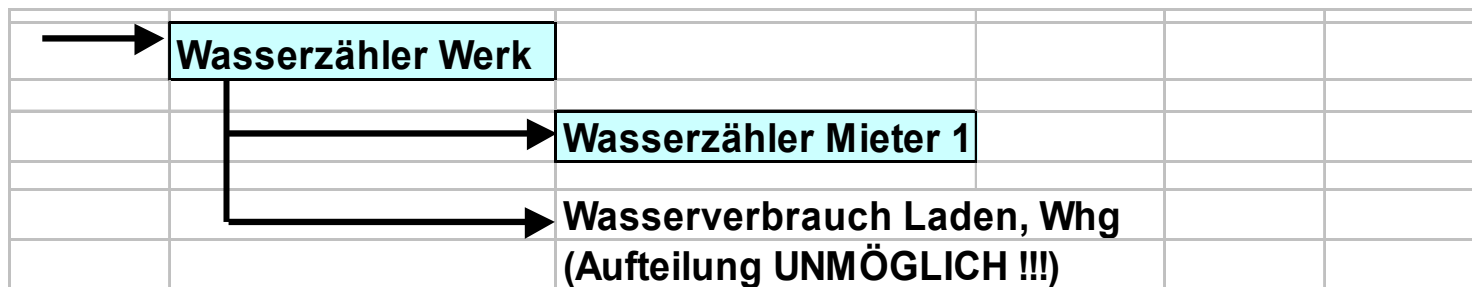 Wasserzähler Werk
Wasserzähler Mieter 1
Wasserverbrauch Laden, Whg
(Aufteilung UNMÖGLICH !!!)